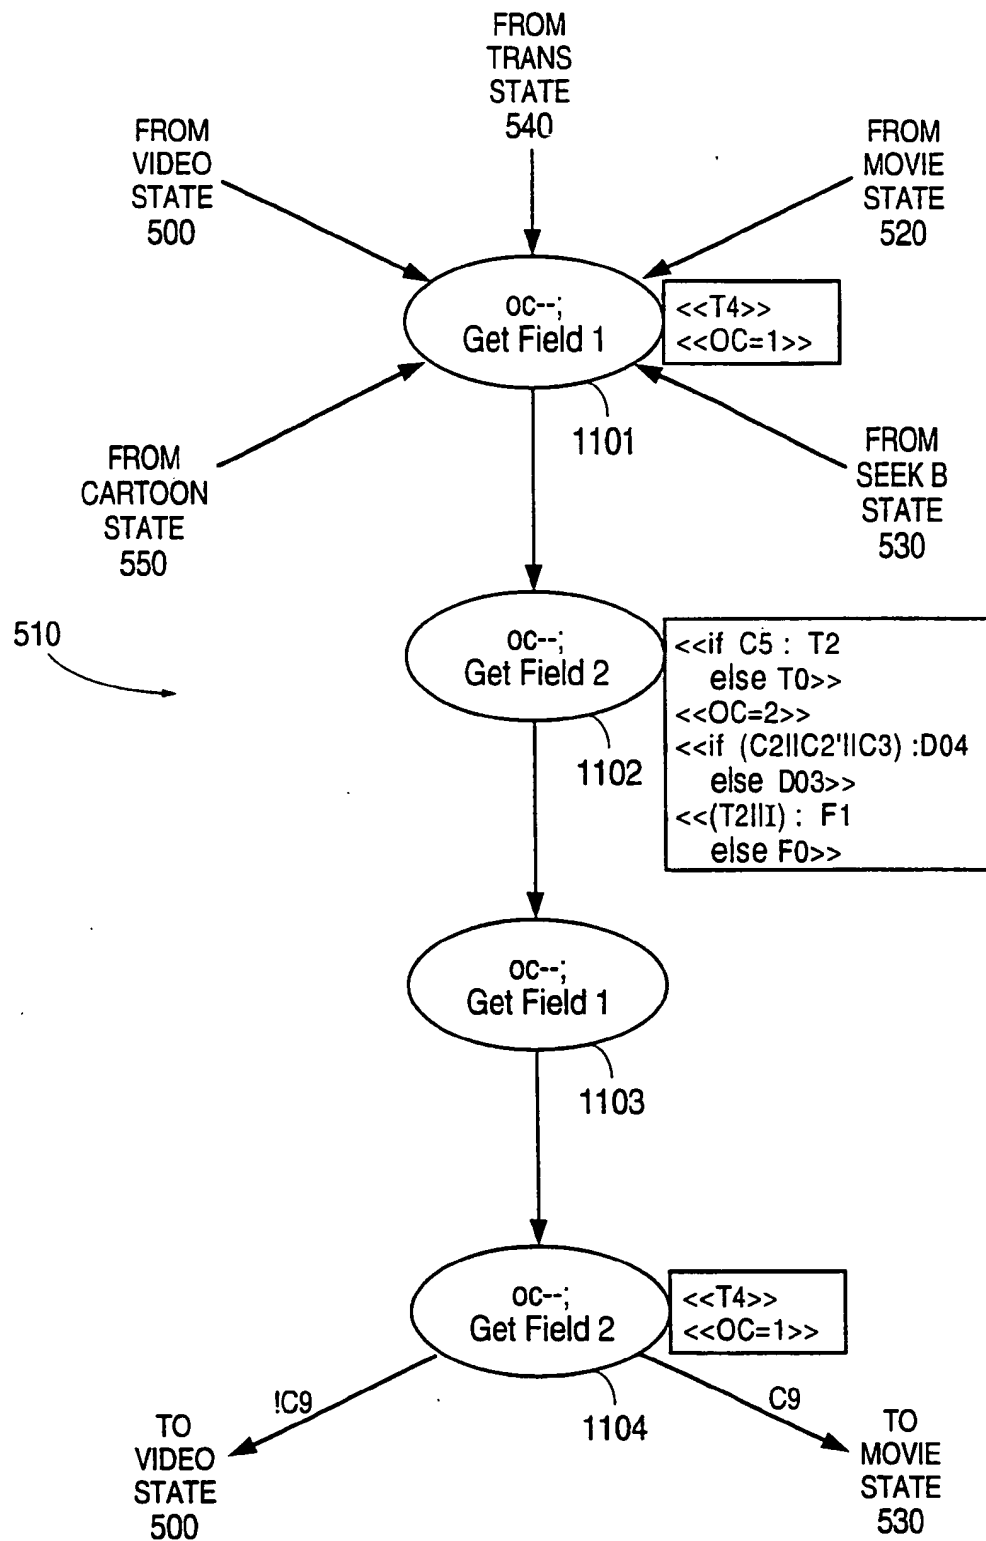 FROM
TRANS
STATE
540
FROM
VIDEO
STATE
500
FROM
MOVIE
STATE
520
oc--;
Get Field 1
<<T4>>
<<OC=1>>
1101
FROM
CARTOON
STATE
550
FROM
SEEK B
STATE
530
510
oc--;
Get Field 2
<<if C5 : T2
else T0>>
<<OC=2>>
<<if (C2||C2'||C3) :D04
else D03>>
<<(T2||I) : F1
else F0>>
1102
oc--;
Get Field 1
1103
oc--;
Get Field 2
<<T4>>
<<OC=1>>
1104
!C9
C9
TO
VIDEO
STATE
500
TO
MOVIE
STATE
530